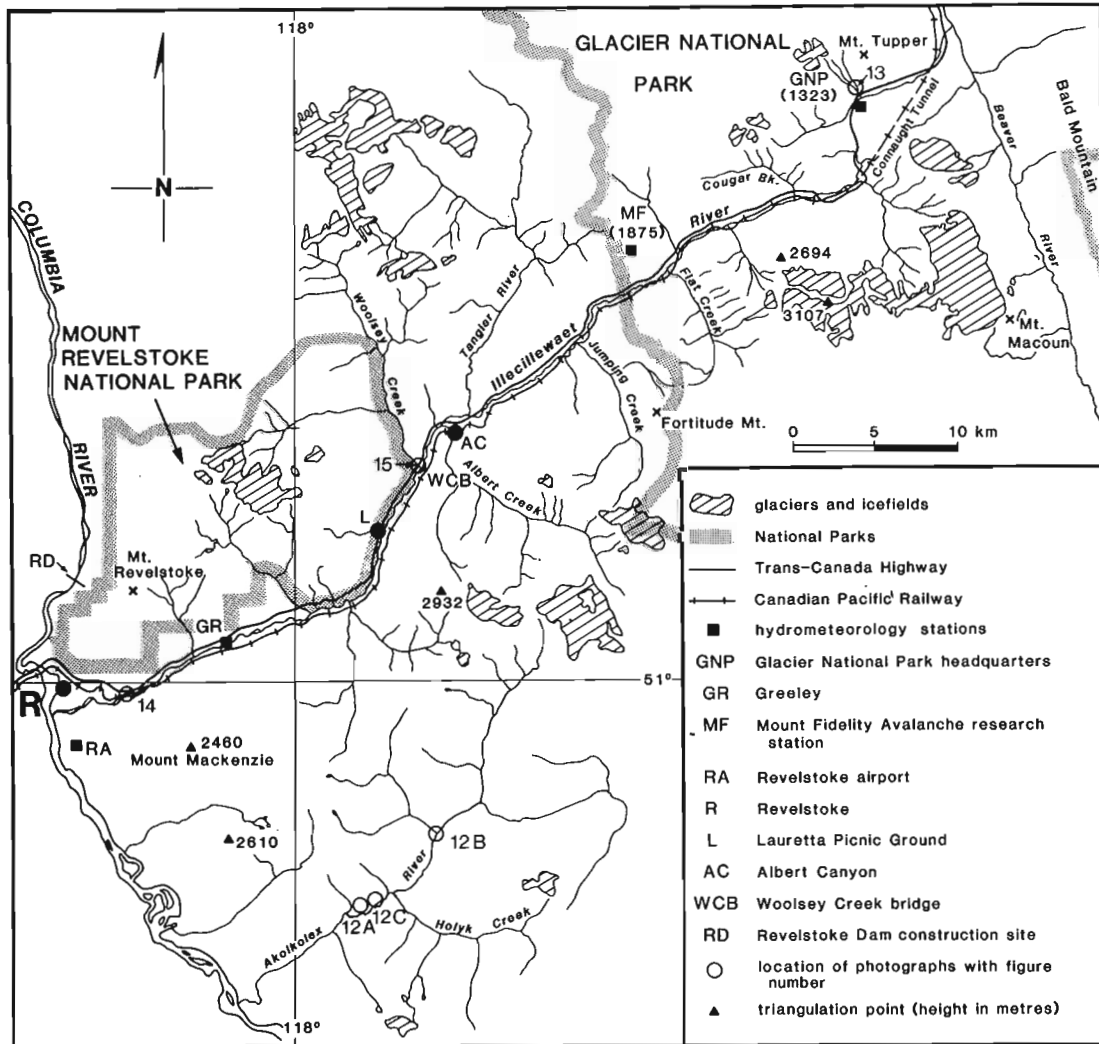 118°
GLACIER NATIONAL
PARK
Mt. Tupper
13
GNP
(1323)
Connaught Tunnel
Beaver
River
Bald Mountain
Cougar Bk.
N
COLUMBIA
RIVER
MF
(1875)
River
2694
3107
Mt.
Macoun
Woolsey
Creek
Tangier
River
Flat Creek
Illecillewaet
Jumping Creek
MOUNT
REVELSTOKE
NATIONAL PARK
Fortitude Mt.
0 5 10 km
AC
15
WCB
Albert Creek
L
RD
Mt.
Revelstoke
2932
GR
51°
R
14
RA
2460
Mount Mackenzie
2610
12B
River
12C
12A
Akolkolex
Holyk
Creek
118°
glaciers and icefields
National Parks
Trans-Canada Highway
Canadian Pacific Railway
hydrometeorology stations
GNP Glacier National Park headquarters
GR Greeley
MF Mount Fidelity Avalanche research
station
RA Revelstoke airport
R Revelstoke
L Lauretta Picnic Ground
AC Albert Canyon
WCB Woolsey Creek bridge
RD Revelstoke Dam construction site
location of photographs with figure
number
triangulation point (height in metres)